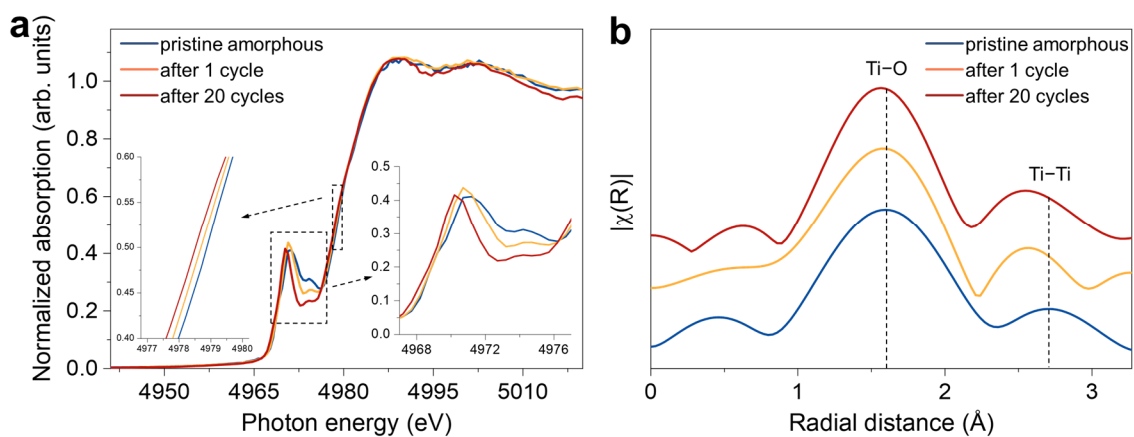 a
pristine amorphous
after 1 cycle
after 20 cycles
Normalized absorption (arb. units)
1.0
0.8
0.6
0.4
0.2
0.0
4950 4965 4980 4995 5010
Photon energy (eV)
0.60
0.55
0.50
0.45
0.40
4977 4978 4979 4980
0.5
0.4
0.3
0.2
0.1
0.0
4968 4972 4976
b
pristine amorphous
after 1 cycle
after 20 cycles
Ti−O
Ti−Ti
|χ(R)|
0 1 2 3
Radial distance (Å)